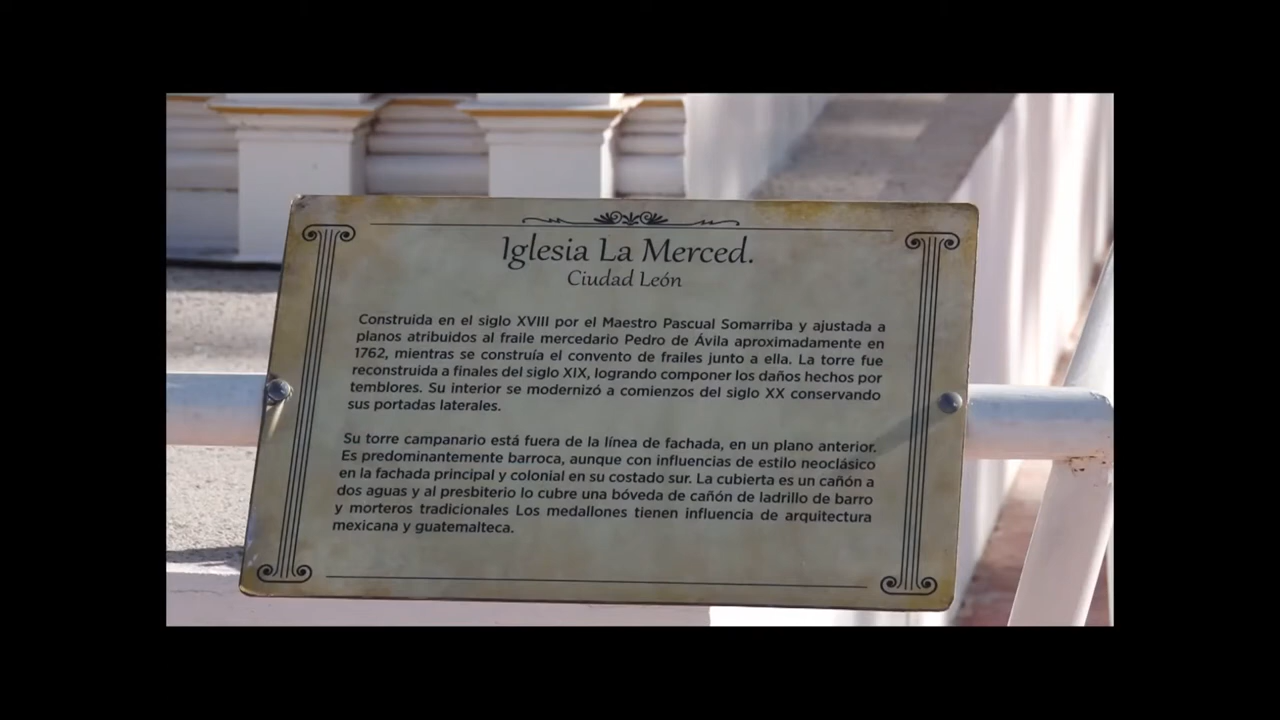 Iglesia La Merced.
Ciudad León
Construida en el siglo XVIII por el Maestro Pascual Somarriba y ajustada a
planos atribuidos al fraile mercedario Pedro de Ávila aproximadamente en
1762, mientras se construía el convento de frailes junto a ella. La torre fue
reconstruida a finales del siglo XIX, logrando componer los daños hechos por
temblores. Su interior se modernizó a comienzos del siglo XX conservando
sus portadas laterales.
Su torre campanario está fuera de la línea de fachada, en un plano anterior.
Es predominantemente barroca, aunque con influencias de estilo neoclásico
en la fachada principal y colonial en su costado sur. La cubierta es un cañón a
dos aguas y al presbiterio lo cubre una bóveda de cañón de ladrillo de barro
y morteros tradicionales Los medallones tienen influencia de arquitectura
mexicana y guatemalteca.